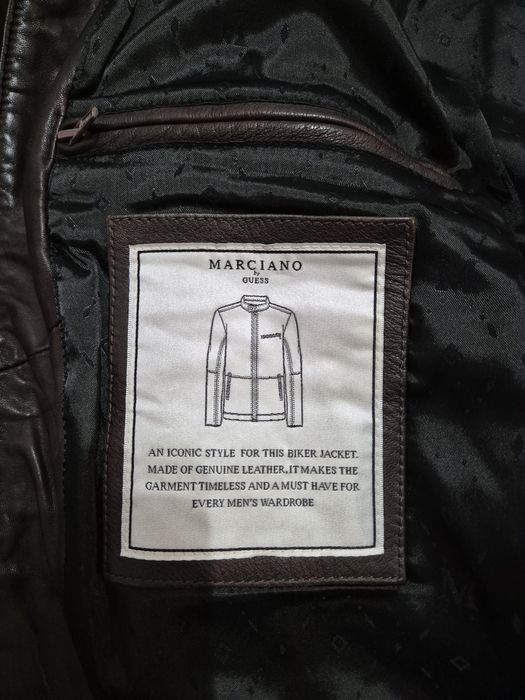 MARCIANO
by
GUESS
AN ICONIC STYLE FOR THIS BIKER JACKET.
MADE OF GENUINE LEATHER, IT MAKES THE
GARMENT TIMELESS AND A MUST HAVE FOR
EVERY MEN'S WARDROBE